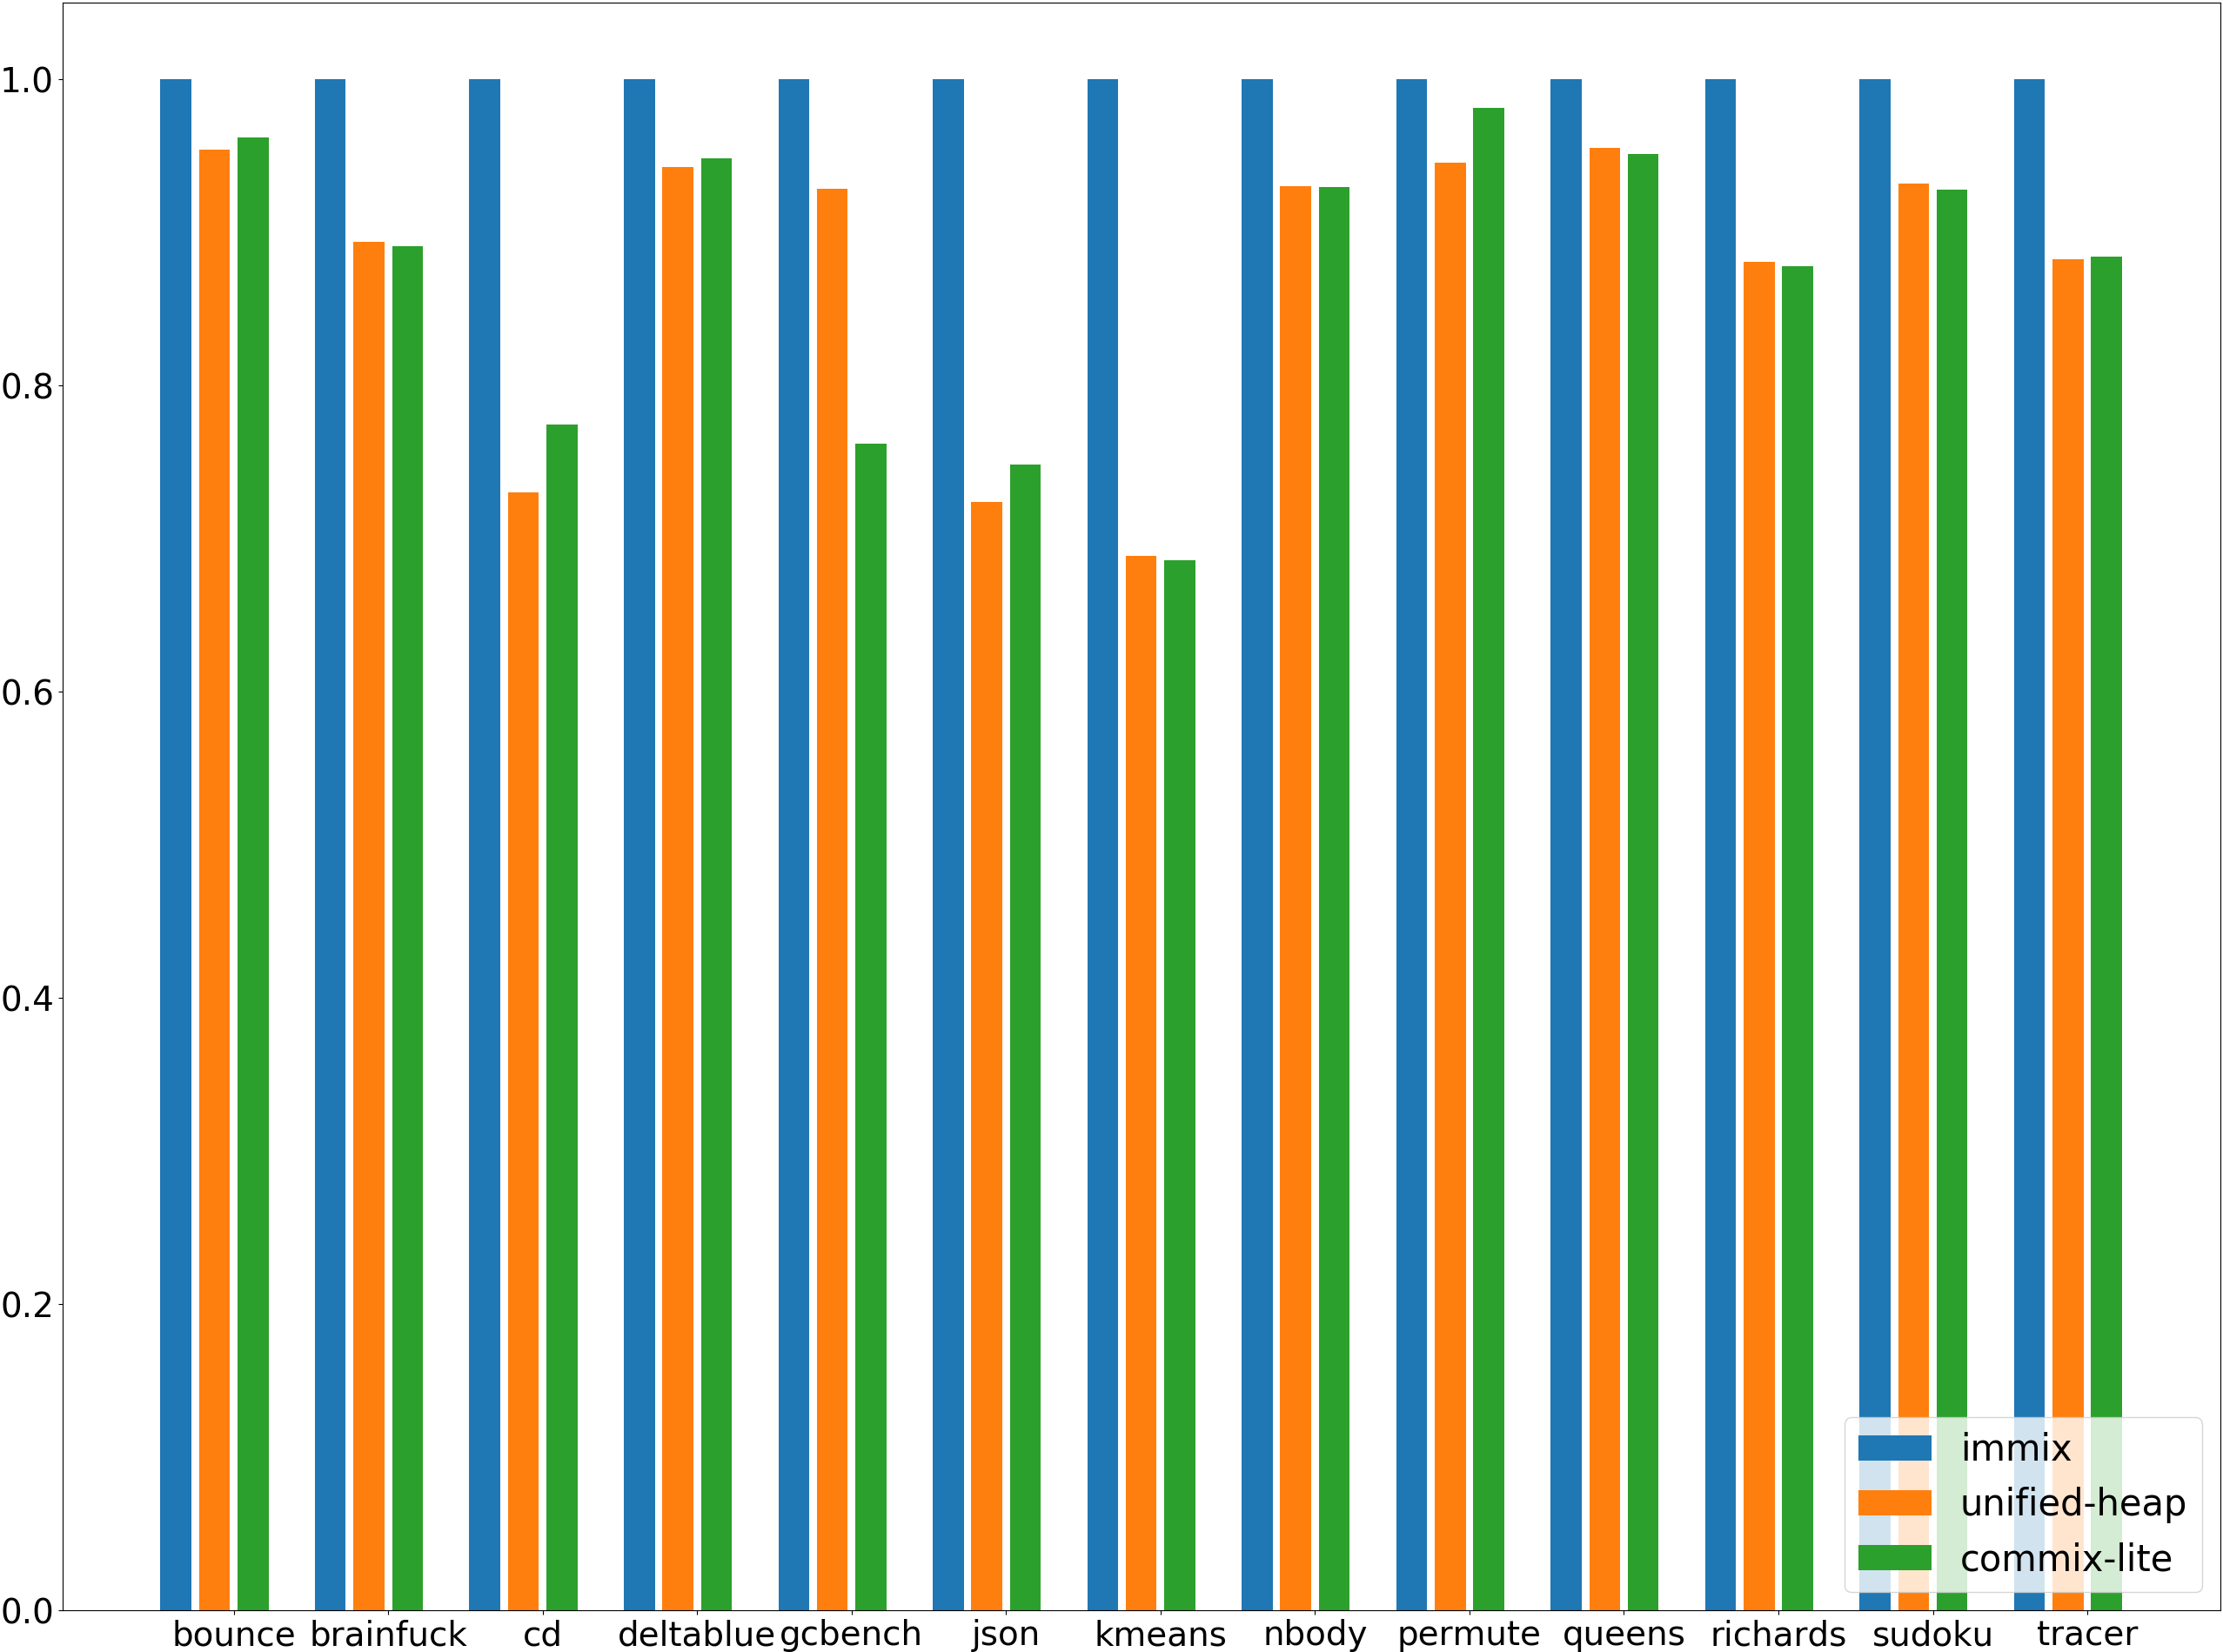 1.0
0.8
0.6
0.4
0.2
0.0
bounce brainfuck cd deltablue gcbench json kmeans nbody permute queens richards sudoku tracer
immix
unified-heap
commix-lite